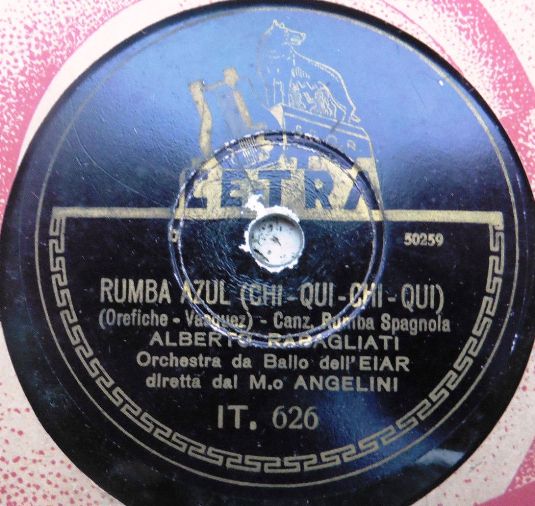 CETRA
50259
RUMBA AZUL (CHI-QUI-CHI-QUI)
(Orefiche - Vazquez) - Canz. Rumba Spagnola
ALBERTO RABAGLIATI
Orchestra da Ballo dell'EIAR
diretta dal M.o ANGELINI
IT. 626